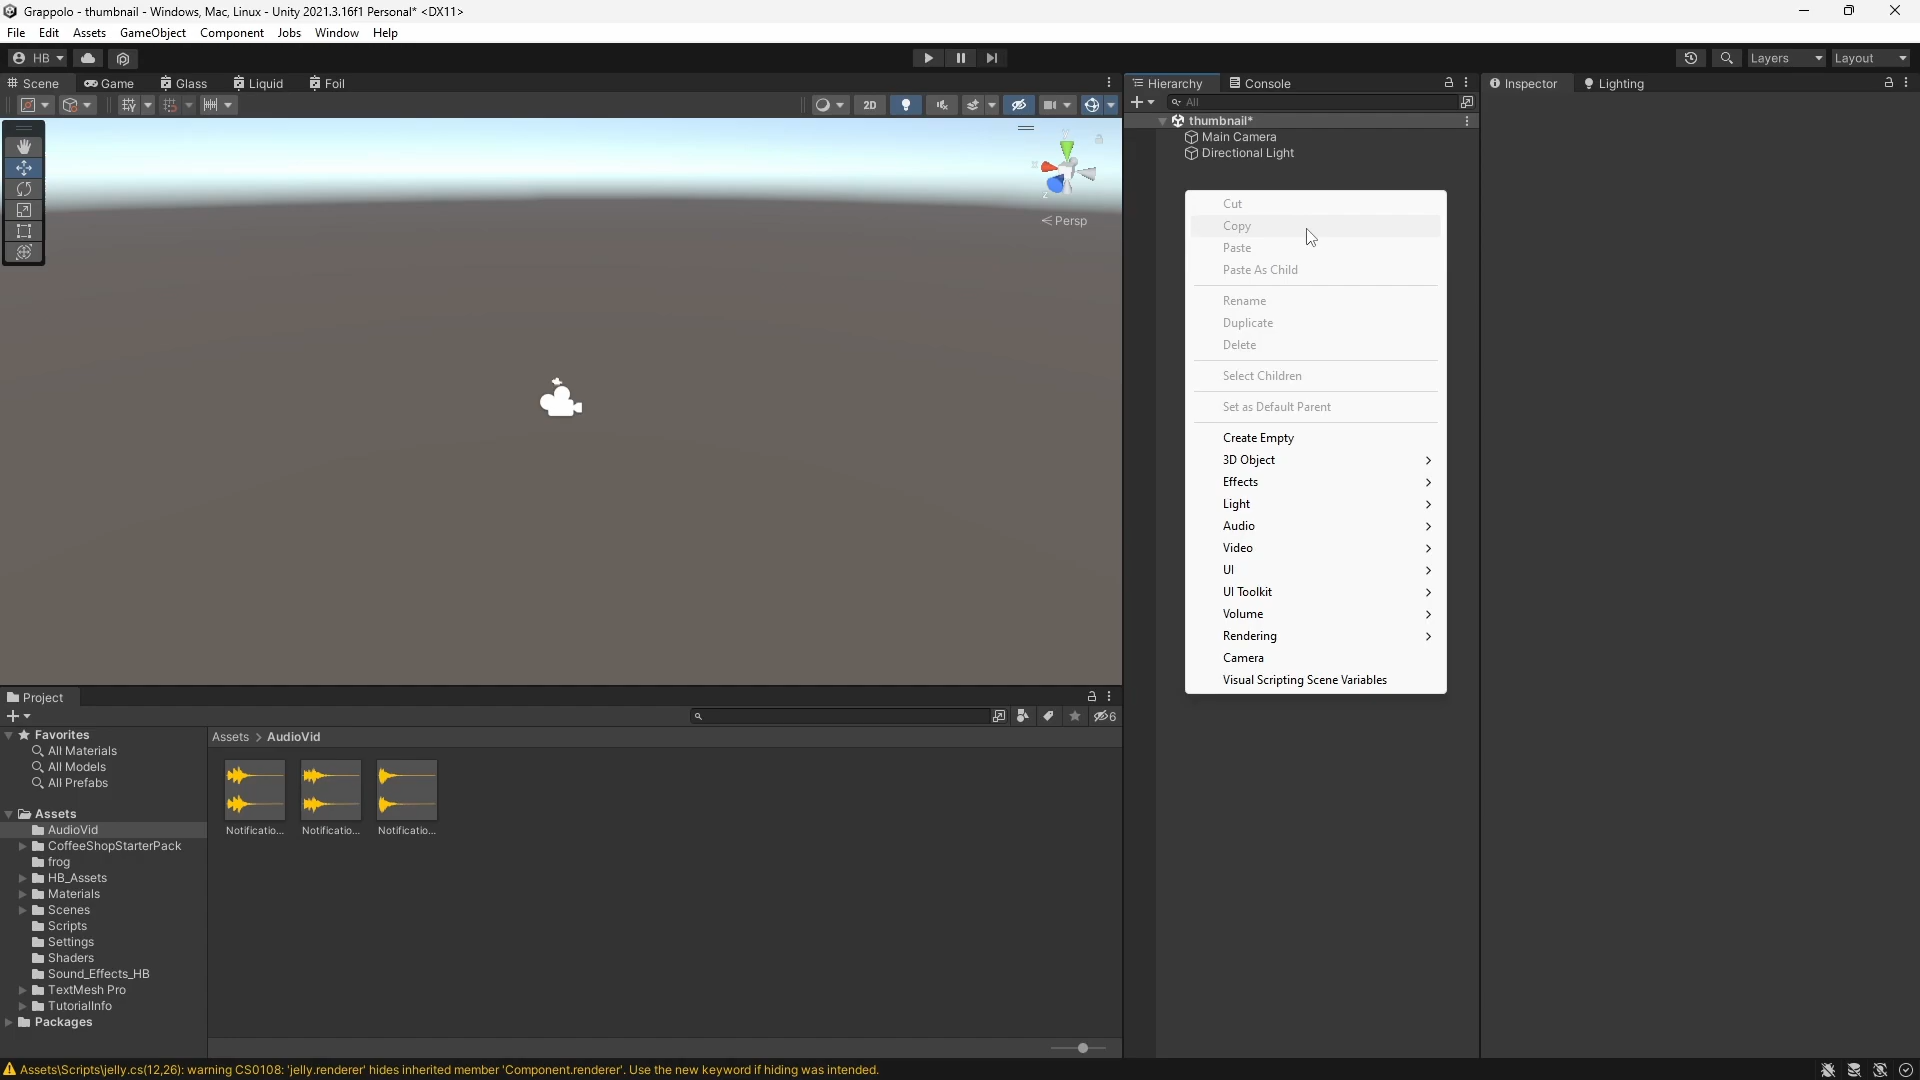 Grappolo - thumbnail - Windows, Mac, Linux - Unity 2021.3.16f1 Personal* <DX11>
File Edit Assets GameObject Component Jobs Window Help
HB Layers Layout
Scene Game Glass Liquid Foil
2D
Persp
Hierarchy Console
All
thumbnail*
Main Camera
Directional Light
Inspector Lighting
Cut
Copy
Paste
Paste As Child
Rename
Duplicate
Delete
Select Children
Set as Default Parent
Create Empty
3D Object
Effects
Light
Audio
Video
UI
UI Toolkit
Volume
Rendering
Camera
Visual Scripting Scene Variables
Project
6
Favorites
All Materials
All Models
All Prefabs
Assets
AudioVid
CoffeeShopStarterPack
frog
HB_Assets
Materials
Scenes
Scripts
Settings
Shaders
Sound_Effects_HB
TextMesh Pro
TutorialInfo
Packages
Assets > AudioVid
Notificatio... Notificatio... Notificatio...
Assets\Scripts\jelly.cs(12,26): warning CS0108: 'jelly.renderer' hides inherited member 'Component.renderer'. Use the new keyword if hiding was intended.